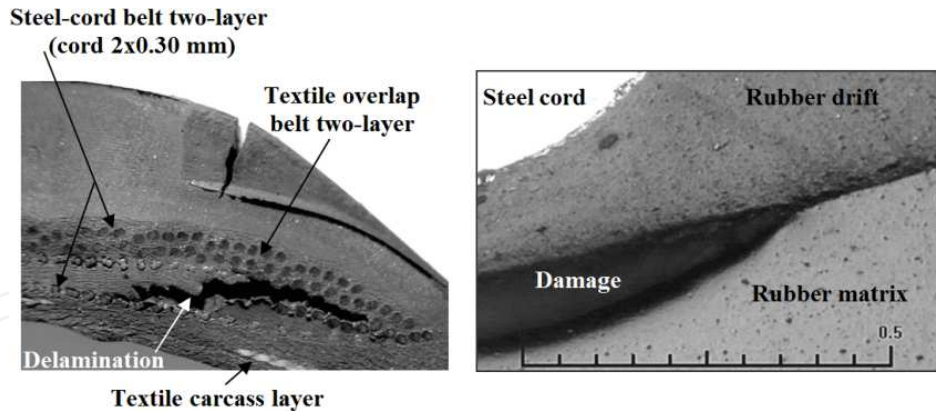 Steel-cord belt two-layer
(cord 2x0.30 mm)
Textile overlap
belt two-layer
Delamination
Textile carcass layer
Steel cord
Rubber drift
Damage
Rubber matrix
0.5